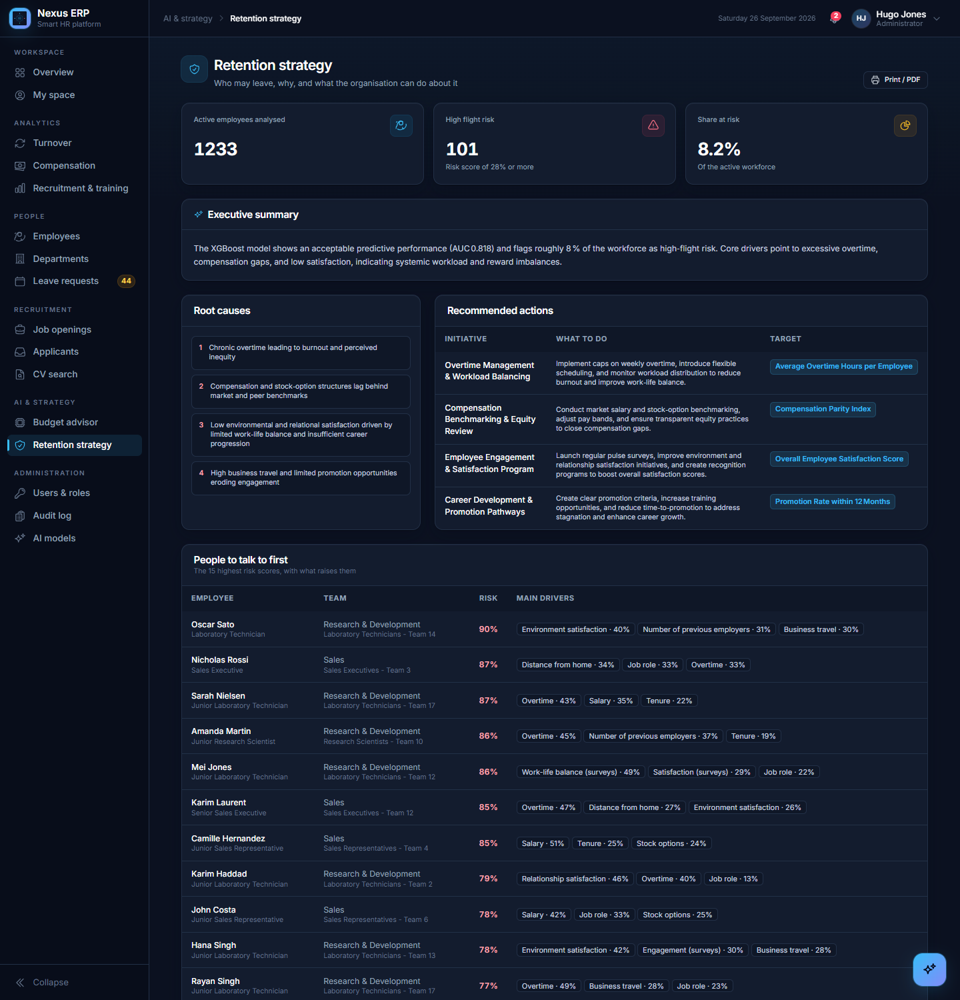 Nexus ERP
Smart HR platform
AI & strategy
Retention strategy
Saturday 26 September 2026
2
HJ
Hugo Jones
Administrator
WORKSPACE
Overview
My space
ANALYTICS
Turnover
Compensation
Recruitment & training
PEOPLE
Employees
Departments
Leave requests
44
RECRUITMENT
Job openings
Applicants
CV search
AI & STRATEGY
Budget advisor
Retention strategy
ADMINISTRATION
Users & roles
Audit log
AI models
Collapse
Retention strategy
Who may leave, why, and what the organisation can do about it
Print / PDF
Active employees analysed
1233
High flight risk
101
Risk score of 28% or more
Share at risk
8.2%
Of the active workforce
Executive summary
The XGBoost model shows an acceptable predictive performance (AUC 0.818) and flags roughly 8 % of the workforce as high-flight risk. Core drivers point to excessive overtime,
compensation gaps, and low satisfaction, indicating systemic workload and reward imbalances.
Root causes
1 Chronic overtime leading to burnout and perceived
inequity
2 Compensation and stock-option structures lag behind
market and peer benchmarks
3 Low environmental and relational satisfaction driven by
limited work-life balance and insufficient career
progression
4 High business travel and limited promotion opportunities
eroding engagement
Recommended actions
INITIATIVE WHAT TO DO TARGET
Overtime Management
& Workload Balancing
Implement caps on weekly overtime, introduce flexible
scheduling, and monitor workload distribution to reduce
burnout and improve work-life balance.
Average Overtime Hours per Employee
Compensation
Benchmarking & Equity
Review
Conduct market salary and stock-option benchmarking,
adjust pay bands, and ensure transparent equity practices
to close compensation gaps.
Compensation Parity Index
Employee Engagement
& Satisfaction Program
Launch regular pulse surveys, improve environment and
relationship satisfaction initiatives, and create recognition
programs to boost overall satisfaction scores.
Overall Employee Satisfaction Score
Career Development &
Promotion Pathways
Create clear promotion criteria, increase training
opportunities, and reduce time-to-promotion to address
stagnation and enhance career growth.
Promotion Rate within 12 Months
People to talk to first
The 15 highest risk scores, with what raises them
EMPLOYEE TEAM RISK MAIN DRIVERS
Oscar Sato Research & Development 90% Environment satisfaction · 40% Number of previous employers · 31% Business travel · 30%
Laboratory Technician Laboratory Technicians - Team 14
Nicholas Rossi Sales 87% Distance from home · 34% Job role · 33% Overtime · 33%
Sales Executive Sales Executives - Team 3
Sarah Nielsen Research & Development 87% Overtime · 43% Salary · 35% Tenure · 22%
Junior Laboratory Technician Laboratory Technicians - Team 17
Amanda Martin Research & Development 86% Overtime · 45% Number of previous employers · 37% Tenure · 19%
Junior Research Scientist Research Scientists - Team 10
Mei Jones Research & Development 86% Work-life balance (surveys) · 49% Satisfaction (surveys) · 29% Job role · 22%
Junior Laboratory Technician Laboratory Technicians - Team 12
Karim Laurent Sales 85% Overtime · 47% Distance from home · 27% Environment satisfaction · 26%
Senior Sales Executive Sales Executives - Team 12
Camille Hernandez Sales 85% Salary · 51% Tenure · 25% Stock options · 24%
Junior Sales Representative Sales Representatives - Team 4
Karim Haddad Research & Development 79% Relationship satisfaction · 46% Overtime · 40% Job role · 13%
Junior Laboratory Technician Laboratory Technicians - Team 2
John Costa Sales 78% Salary · 42% Job role · 33% Stock options · 25%
Junior Sales Representative Sales Representatives - Team 6
Hana Singh Research & Development 78% Environment satisfaction · 42% Engagement (surveys) · 30% Business travel · 28%
Junior Laboratory Technician Laboratory Technicians - Team 13
Rayan Singh Research & Development 77% Overtime · 49% Business travel · 28% Job role · 23%
Junior Laboratory Technician Laboratory Technicians - Team 17